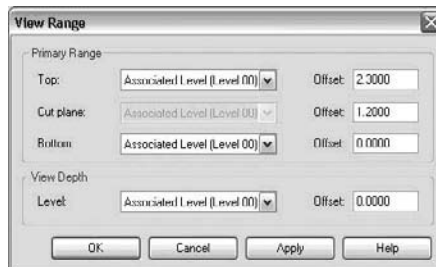 View Range
Primary Range
Top: Associated Level (Level 00) Offset: 2.3000
Cut plane: Associated Level (Level 00) Offset: 1.2000
Bottom: Associated Level (Level 00) Offset: 0.0000
View Depth
Level: Associated Level (Level 00) Offset: 0.0000
OK Cancel Apply Help